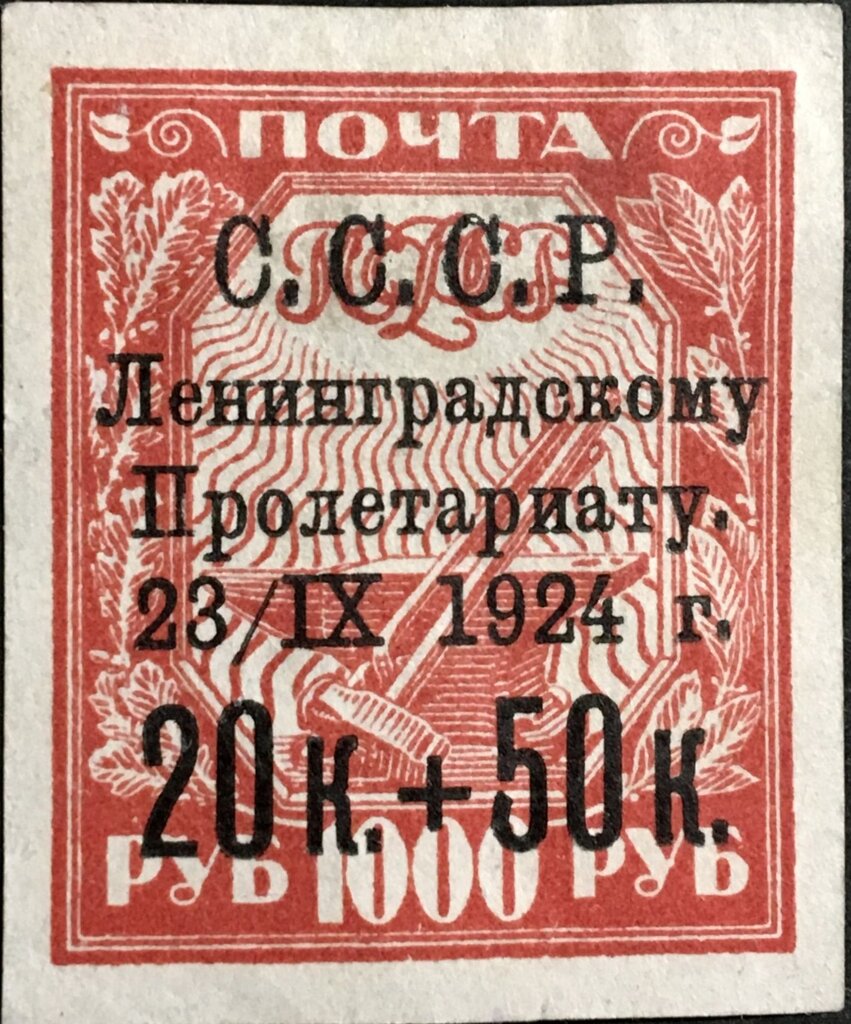 ПОЧТА
С.С.С.Р.
Ленинградскому
Пролетариату.
23/IX 1924 г.
20к.+50к.
РУБ 1000 РУБ